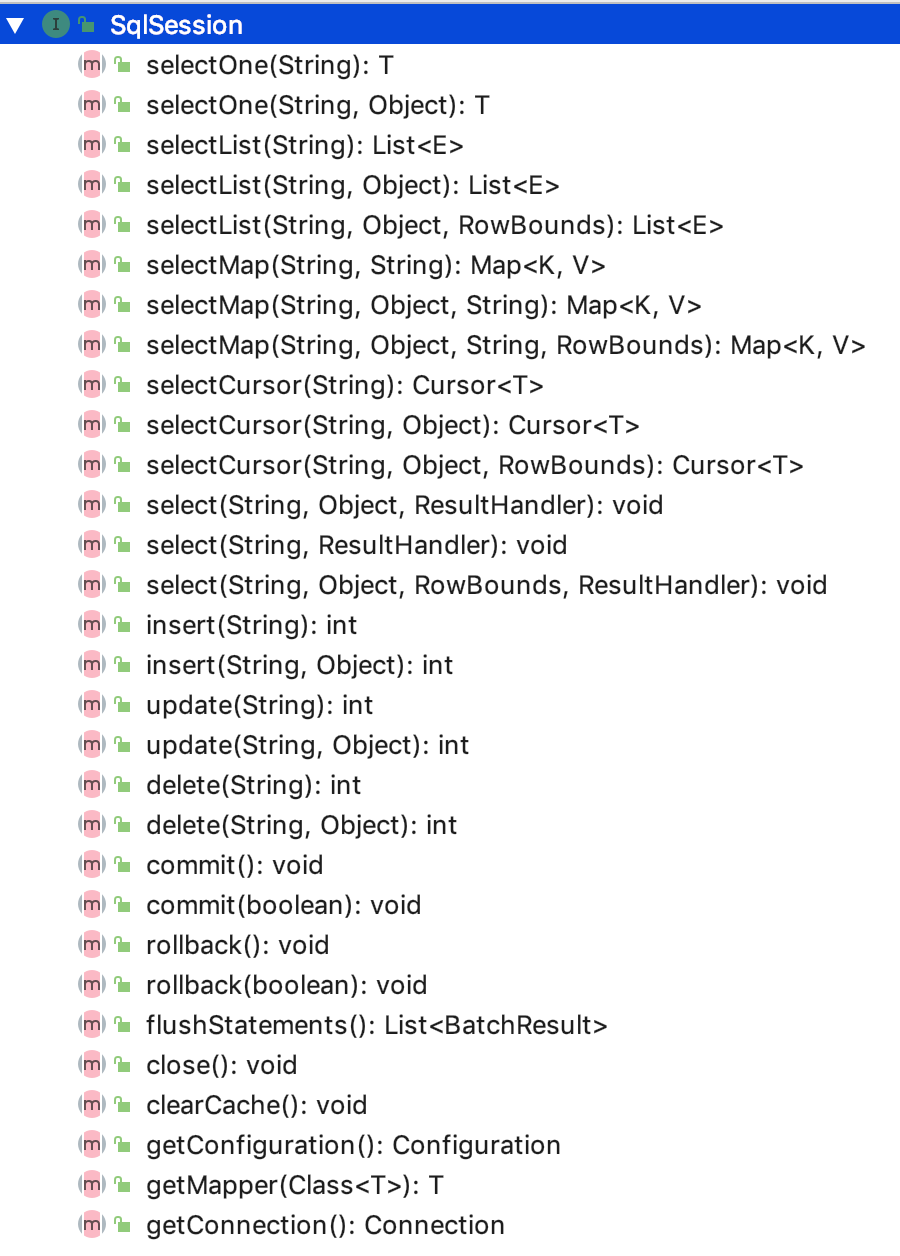 I SqlSession
m selectOne(String): T
m selectOne(String, Object): T
m selectList(String): List<E>
m selectList(String, Object): List<E>
m selectList(String, Object, RowBounds): List<E>
m selectMap(String, String): Map<K, V>
m selectMap(String, Object, String): Map<K, V>
m selectMap(String, Object, String, RowBounds): Map<K, V>
m selectCursor(String): Cursor<T>
m selectCursor(String, Object): Cursor<T>
m selectCursor(String, Object, RowBounds): Cursor<T>
m select(String, Object, ResultHandler): void
m select(String, ResultHandler): void
m select(String, Object, RowBounds, ResultHandler): void
m insert(String): int
m insert(String, Object): int
m update(String): int
m update(String, Object): int
m delete(String): int
m delete(String, Object): int
m commit(): void
m commit(boolean): void
m rollback(): void
m rollback(boolean): void
m flushStatements(): List<BatchResult>
m close(): void
m clearCache(): void
m getConfiguration(): Configuration
m getMapper(Class<T>): T
m getConnection(): Connection